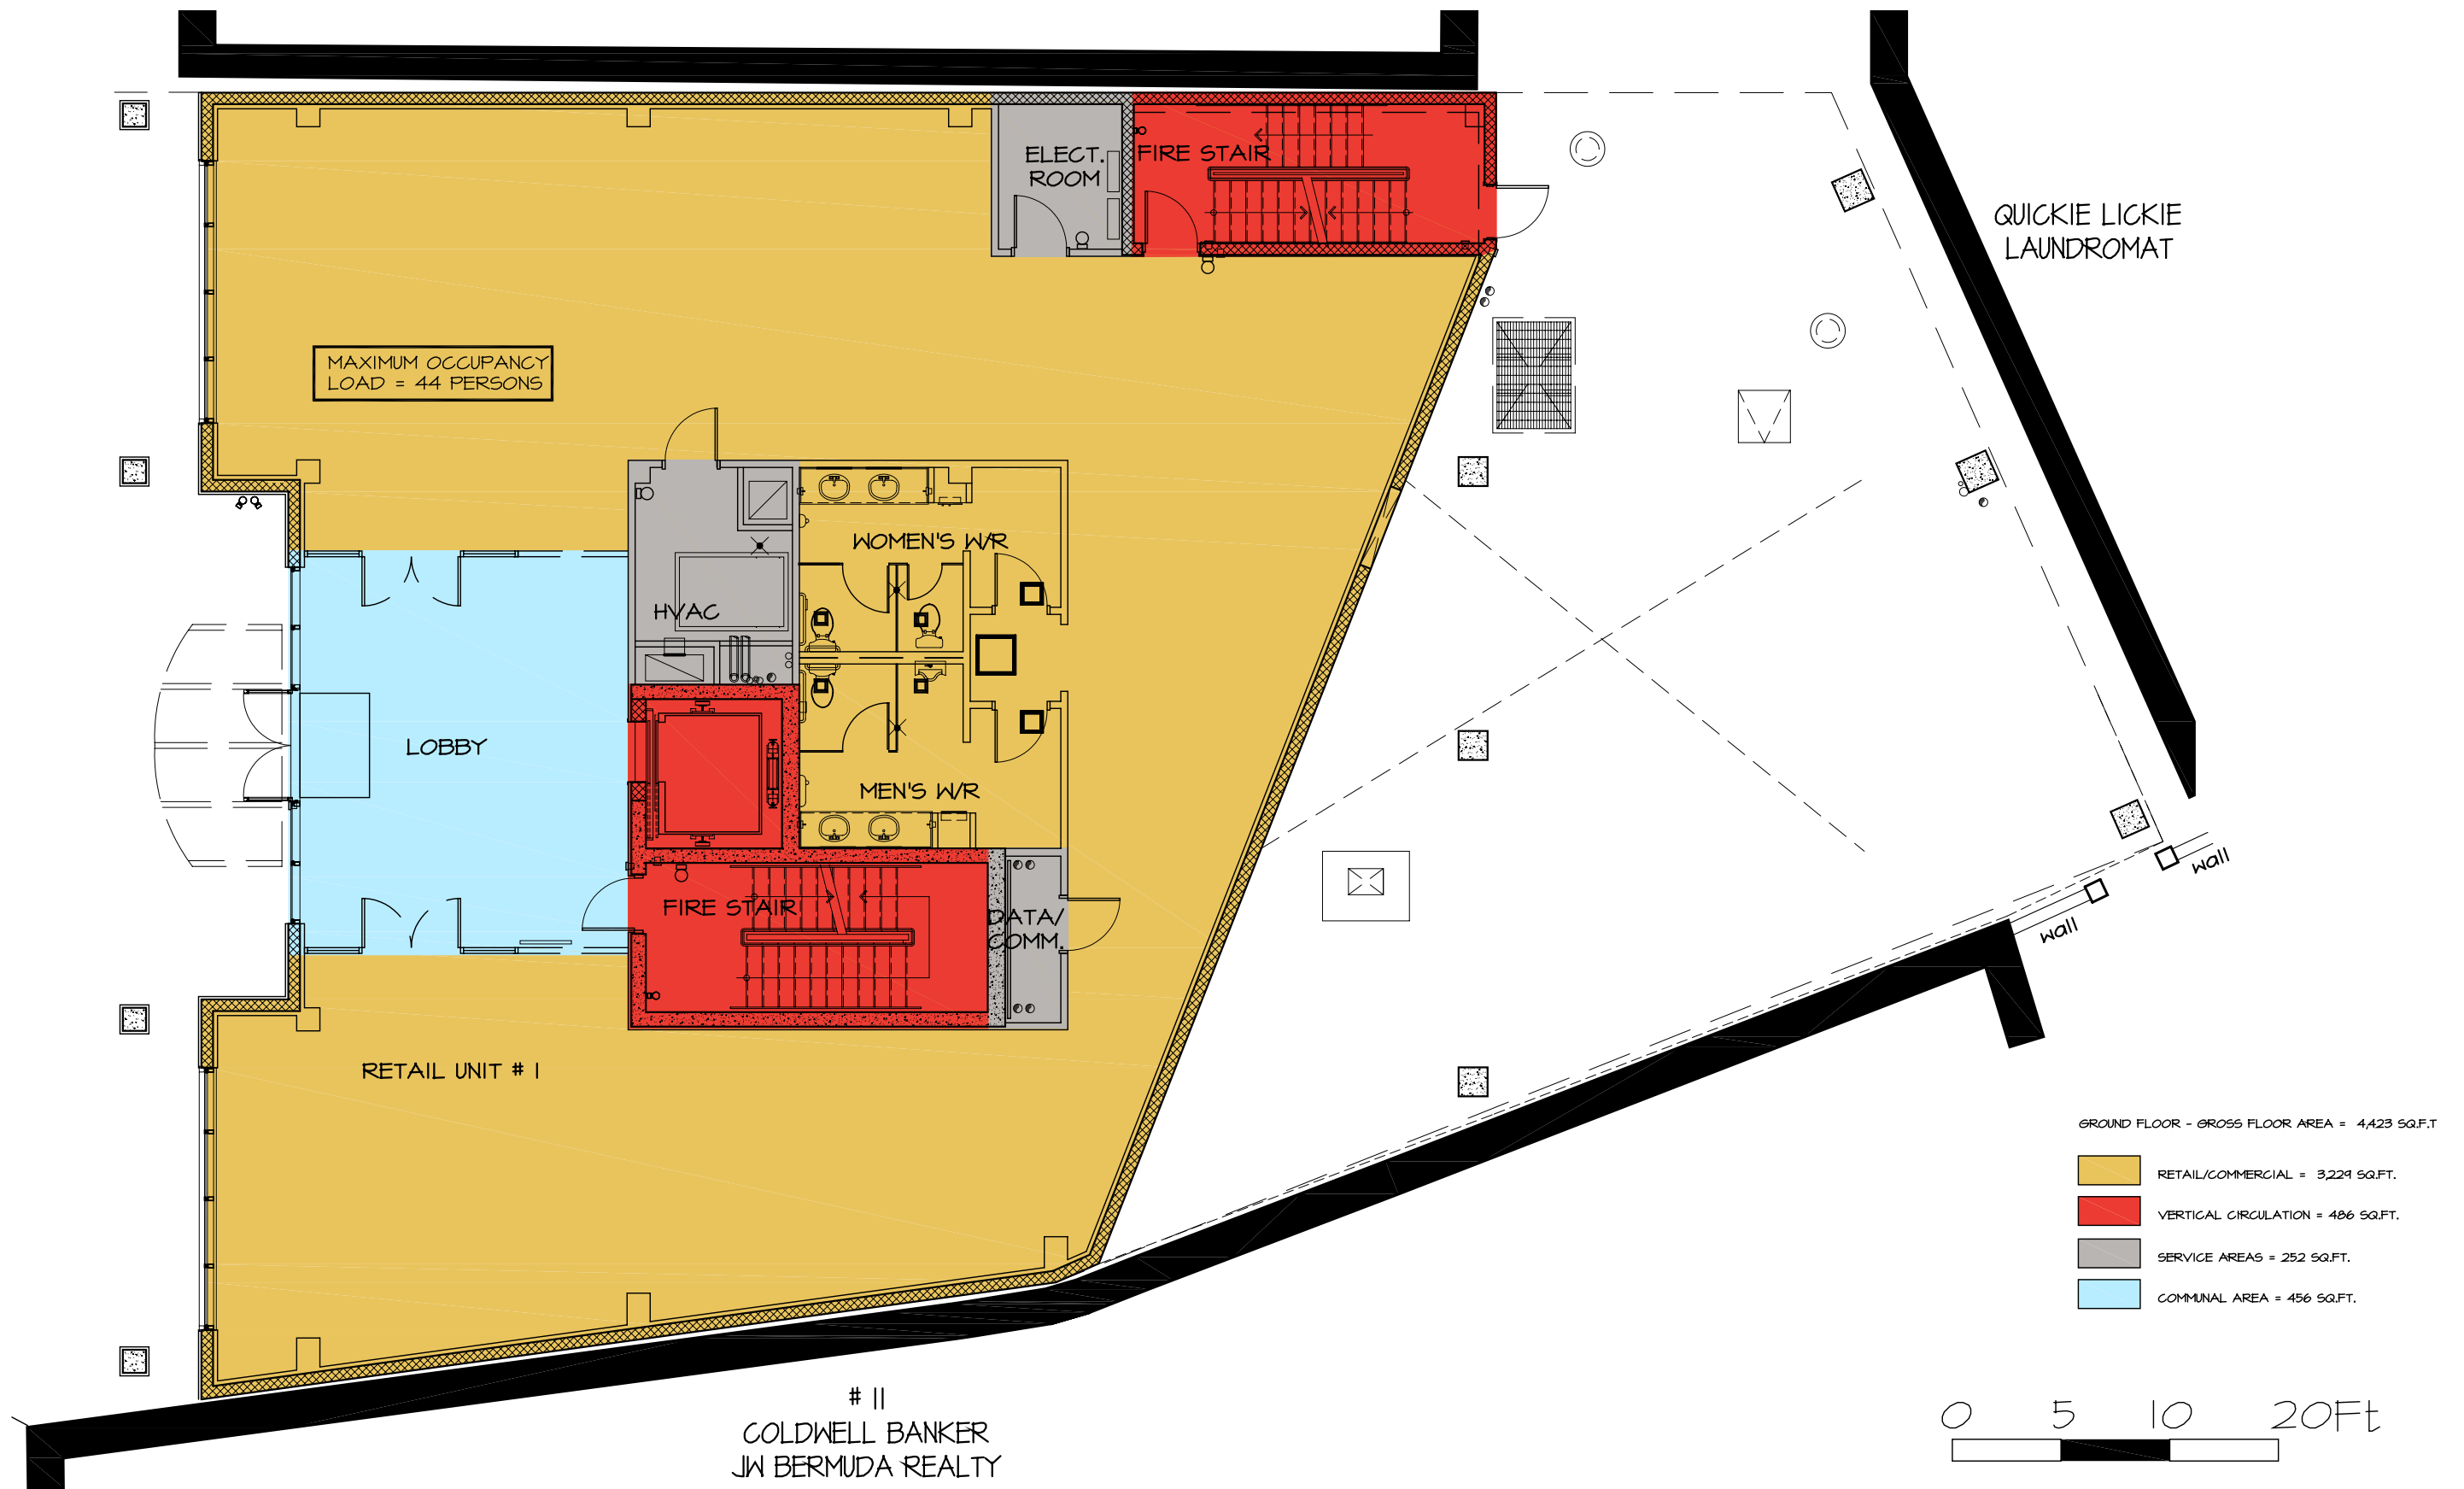 ELECT.
ROOM
FIRE STAIR
QUICKIE LICKIE
LAUNDROMAT
MAXIMUM OCCUPANCY
LOAD = 44 PERSONS
WOMEN'S W/R
HVAC
LOBBY
MEN'S W/R
FIRE STAIR
DATA/
COMM.
wall
wall
RETAIL UNIT # 1
GROUND FLOOR - GROSS FLOOR AREA = 4,423 SQ.F.T
RETAIL/COMMERCIAL = 3,229 SQ.FT.
VERTICAL CIRCULATION = 486 SQ.FT.
SERVICE AREAS = 252 SQ.FT.
COMMUNAL AREA = 456 SQ.FT.
# 11
COLDWELL BANKER
JW BERMUDA REALTY
0 5 10 20Ft